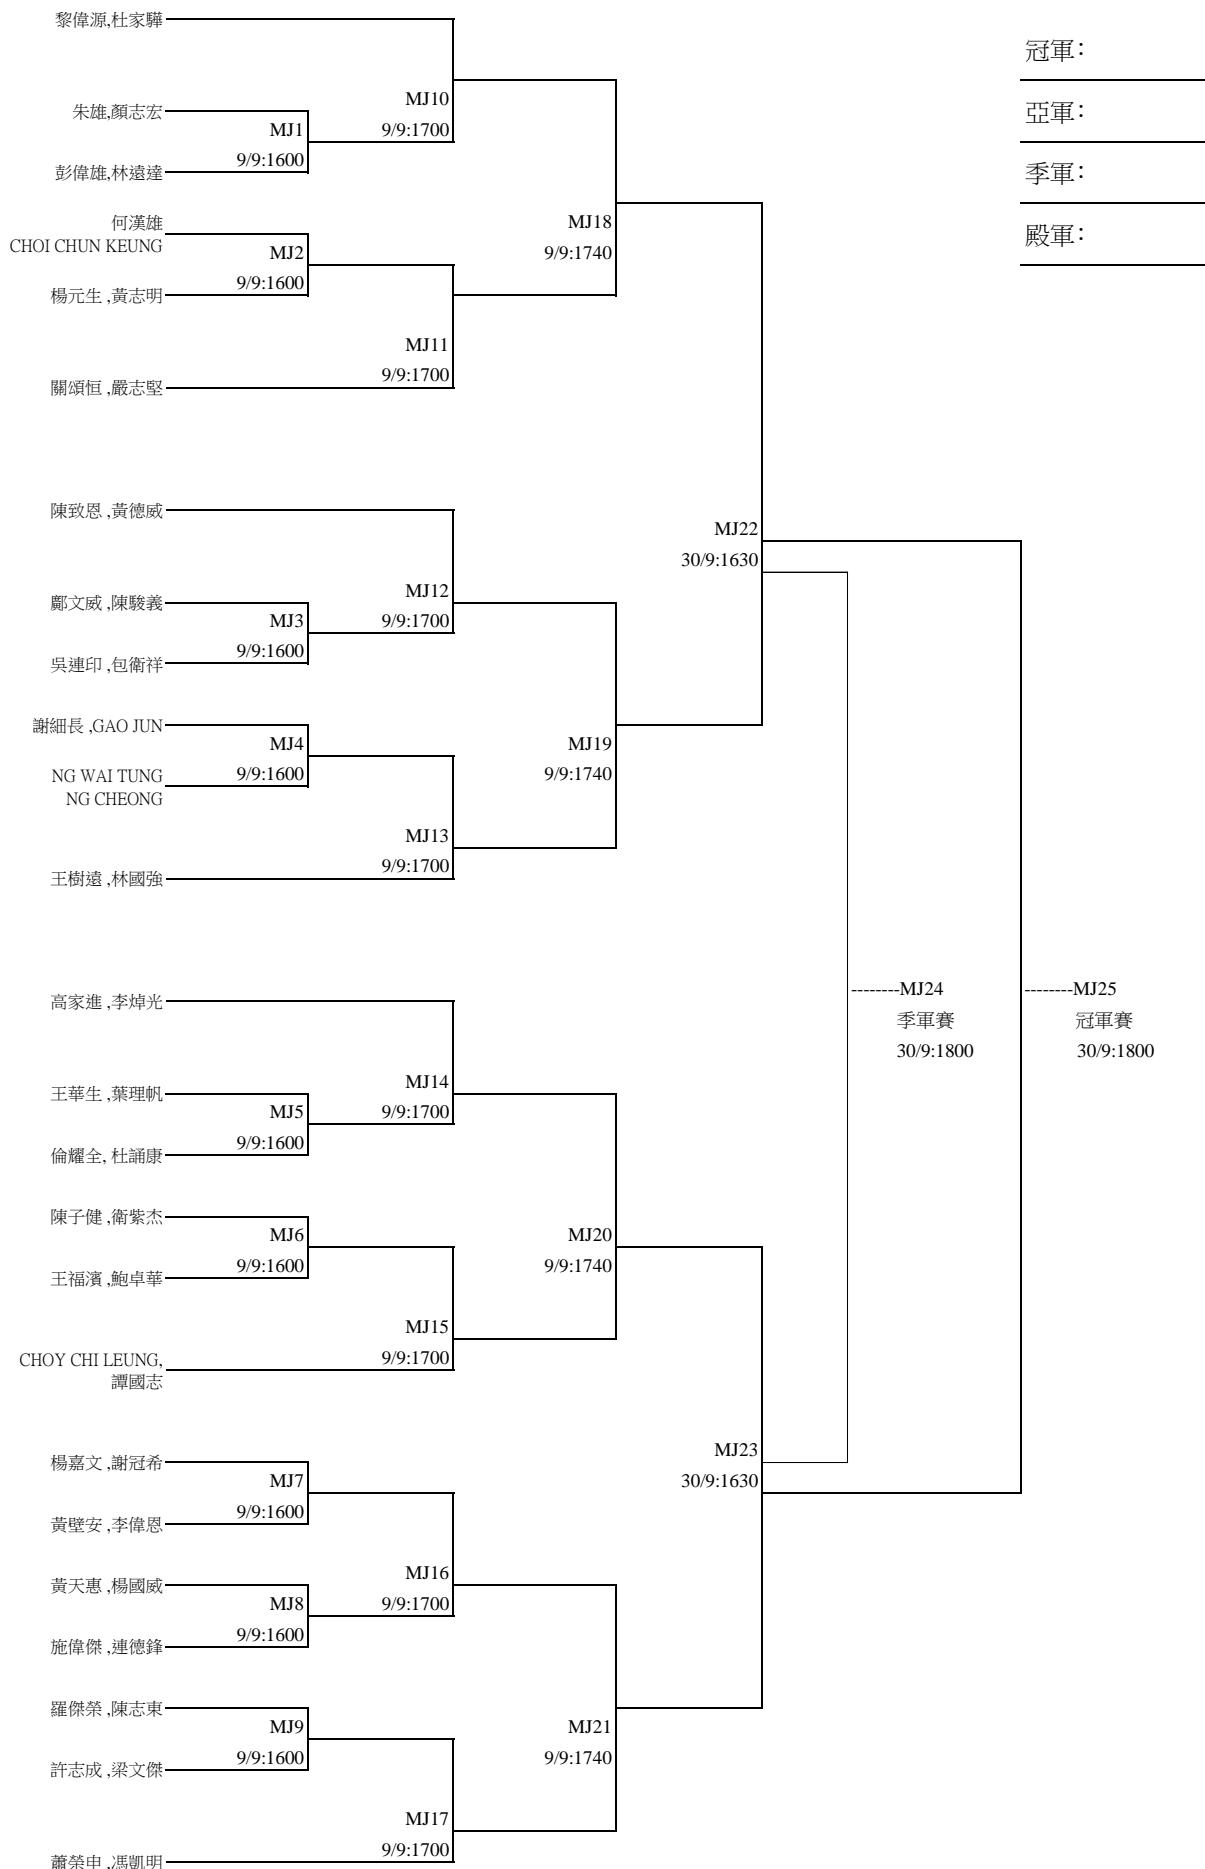 黎偉源,杜家驊
冠軍：
MJ10
亞軍：
朱雄,顏志宏
MJ1
9/9:1700
9/9:1600
彭偉雄,林遠達
季軍：
何漢雄
MJ18
殿軍：
CHOI CHUN KEUNG
MJ2
9/9:1740
9/9:1600
楊元生 ,黃志明
MJ11
9/9:1700
關頌恒 ,嚴志堅
陳致恩 ,黃德威
MJ22
30/9:1630
MJ12
鄺文威 ,陳駿義
MJ3
9/9:1700
9/9:1600
吳連印 ,包衛祥
謝細長 ,GAO JUN
MJ4
MJ19
NG WAI TUNG
9/9:1600
9/9:1740
NG CHEONG
MJ13
9/9:1700
王樹遠 ,林國強
高家進 ,李焯光
--------MJ24
--------MJ25
季軍賽
冠軍賽
30/9:1800
30/9:1800
MJ14
王華生 ,葉理帆
MJ5
9/9:1700
9/9:1600
倫耀全, 杜誦康
陳子健 ,衛紫杰
MJ6
MJ20
9/9:1600
9/9:1740
王福濱 ,鮑卓華
MJ15
CHOY CHI LEUNG,
9/9:1700
譚國志
MJ23
楊嘉文 ,謝冠希
MJ7
30/9:1630
9/9:1600
黃壁安 ,李偉恩
MJ16
黃天惠 ,楊國威
MJ8
9/9:1700
9/9:1600
施偉傑 ,連德鋒
羅傑榮 ,陳志東
MJ9
MJ21
9/9:1600
9/9:1740
許志成 ,梁文傑
MJ17
9/9:1700
蕭榮申 ,馮凱明